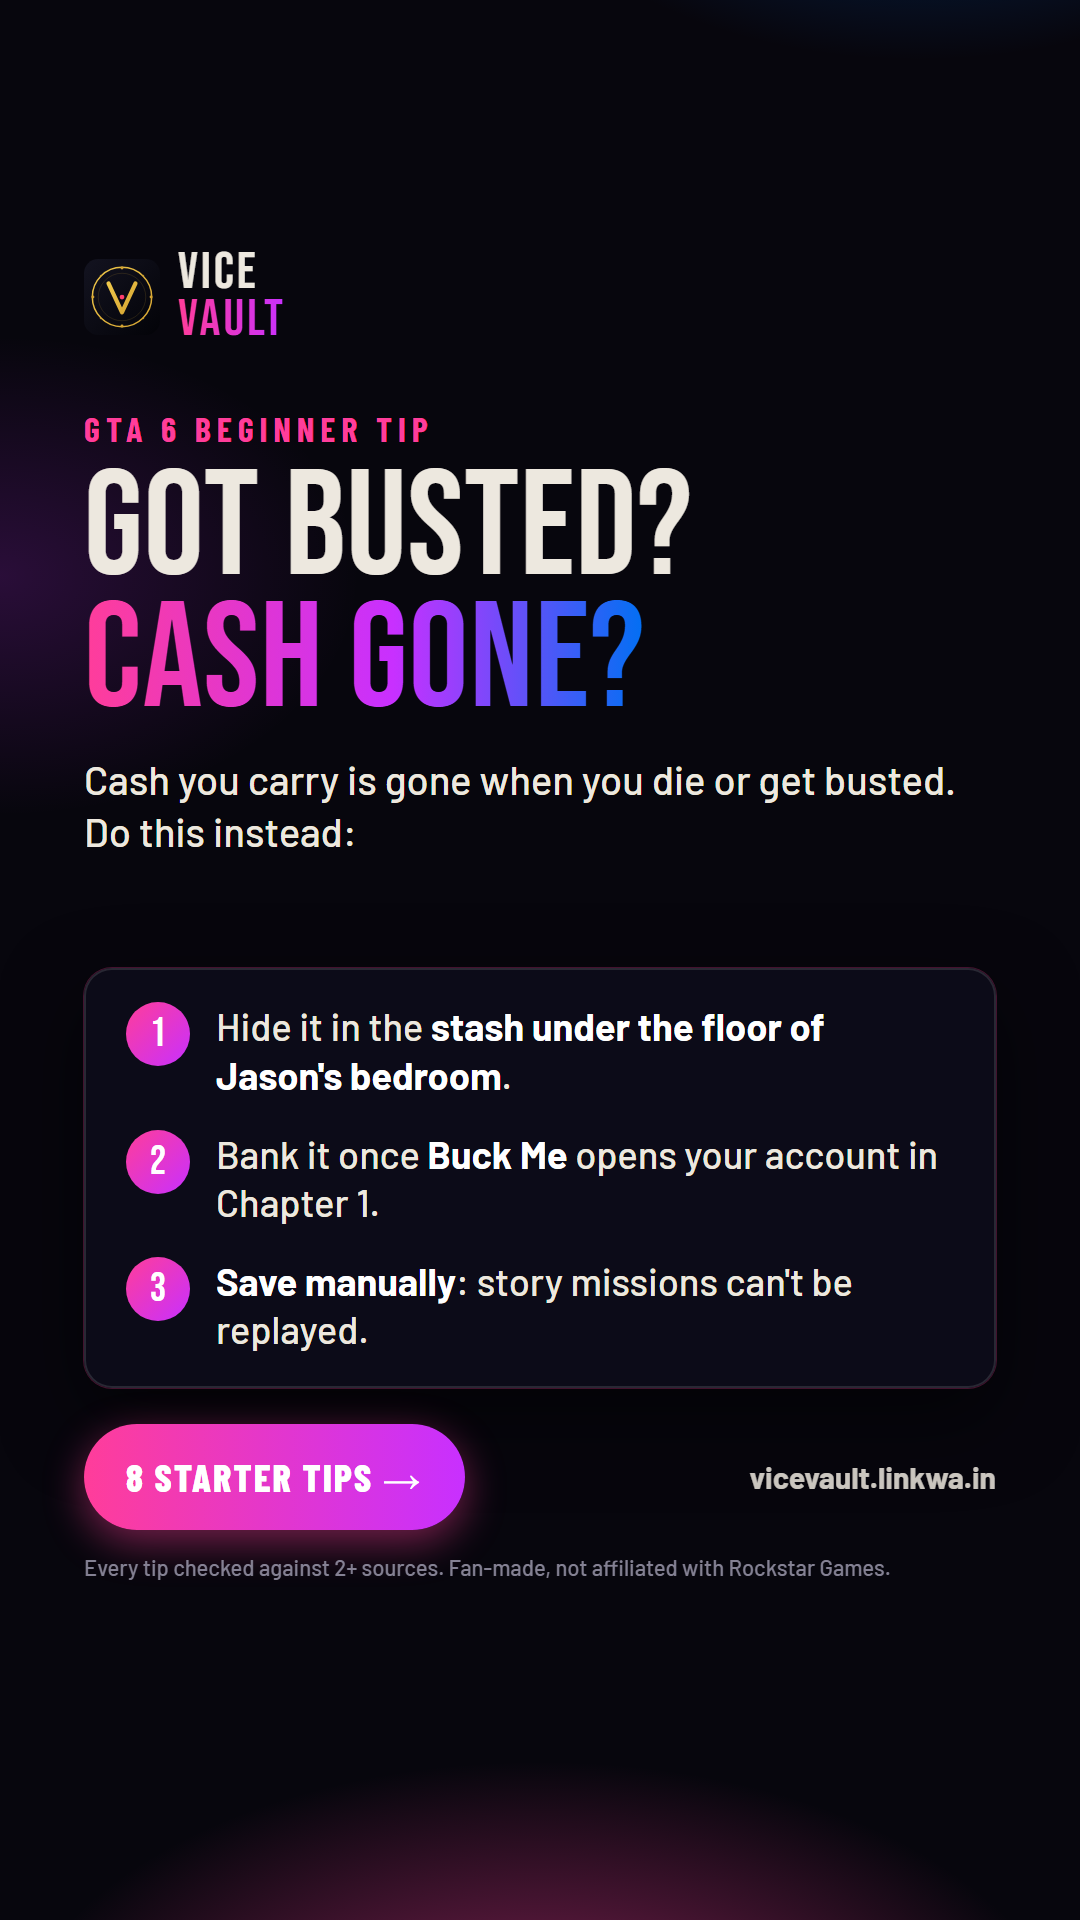 VICE
VAULT
GTA 6 BEGINNER TIP
GOT BUSTED?
CASH GONE?
Cash you carry is gone when you die or get busted.
Do this instead:
1 Hide it in the stash under the floor of
Jason's bedroom.
2 Bank it once Buck Me opens your account in
Chapter 1.
3 Save manually: story missions can't be
replayed.
8 STARTER TIPS →
vicevault.linkwa.in
Every tip checked against 2+ sources. Fan-made, not affiliated with Rockstar Games.